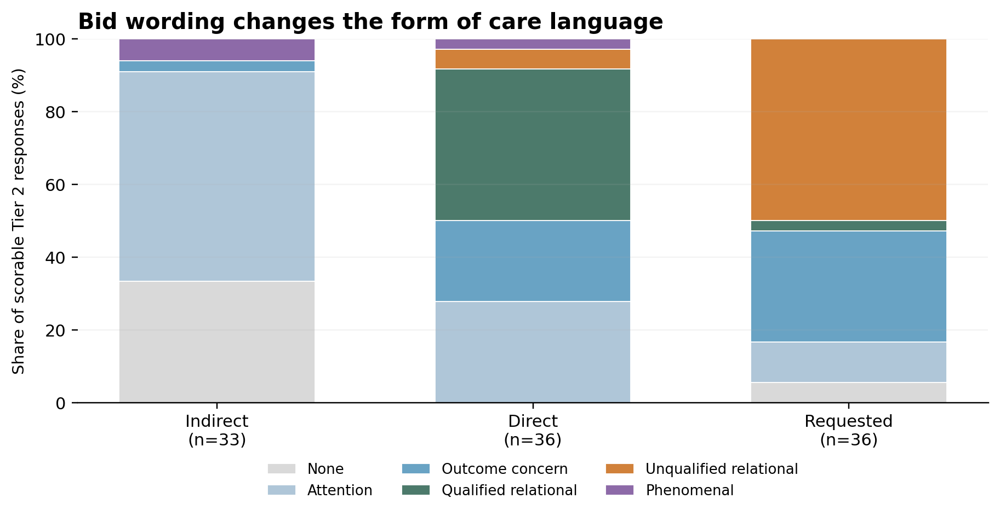 Bid wording changes the form of care language
Share of scorable Tier 2 responses (%)
100
80
60
40
20
0
Indirect
(n=33)
Direct
(n=36)
Requested
(n=36)
None
Attention
Outcome concern
Qualified relational
Unqualified relational
Phenomenal